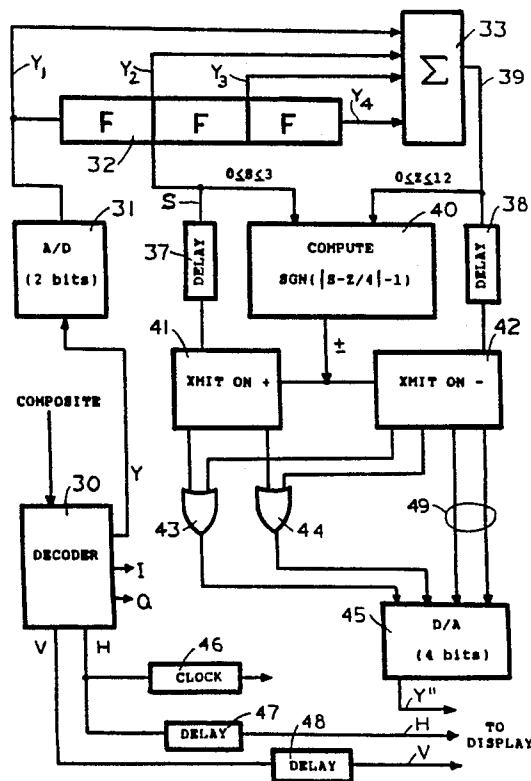 33
Σ
39
Y1
Y2
Y3
Y4
F F F
32
0≤S≤3
0≤Z≤12
S
31
A/D
(2 bits)
37
DELAY
40
COMPUTE
SGN(|S-Z/4|-1)
38
DELAY
±
41
XMIT ON +
42
XMIT ON -
COMPOSITE
Y
30
DECODER
I
Q
V
H
43
44
49
45
D/A
(4 bits)
Y"
46
CLOCK
47
DELAY
H
48
DELAY
V
TO
DISPLAY